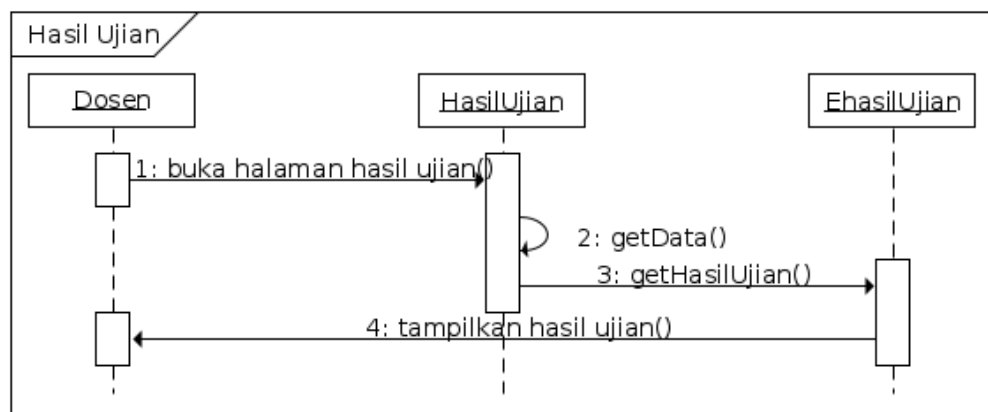 Hasil Ujian
Dosen
HasilUjian
EhasilUjian
1: buka halaman hasil ujian()
2: getData()
3: getHasilUjian()
4: tampilkan hasil ujian()